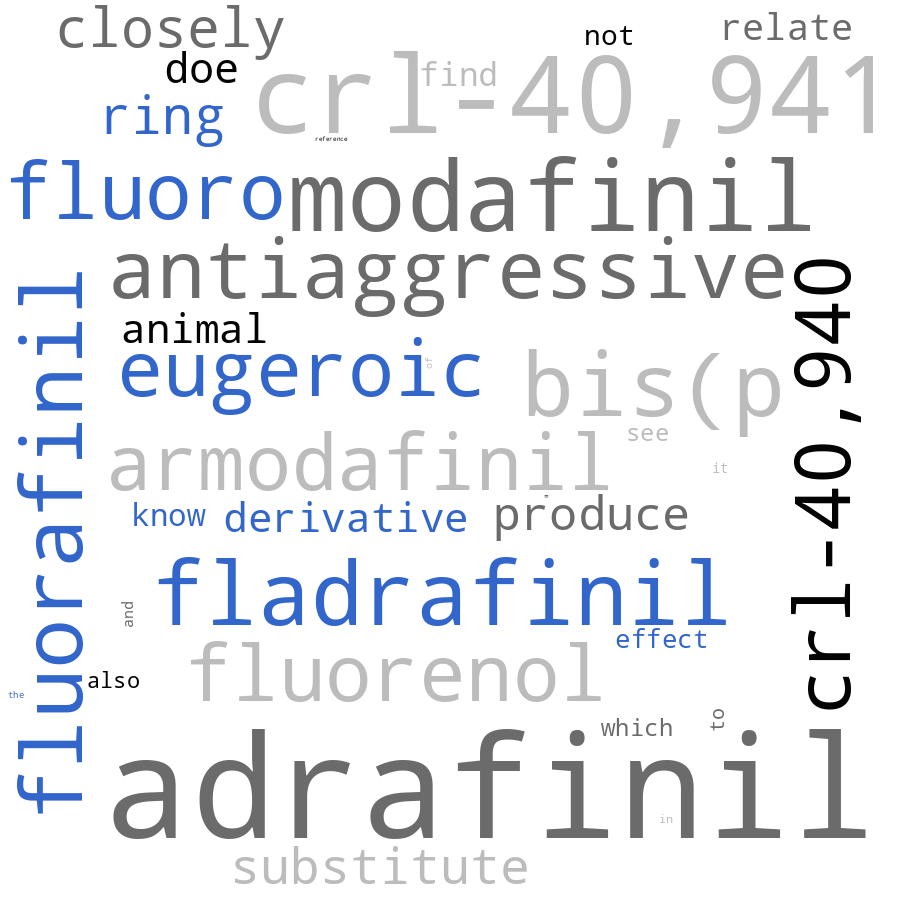 closely
not
relate
doe
find
crl-40,941
ring
reference
fluoro
modafinil
antiaggressive
crl-40,940
fluorafinil
animal
eugeroic
of
bis(p
armodafinil
see
it
know
derivative
produce
fladrafinil
and
effect
fluorenol
also
the
which
to
adrafinil
in
substitute